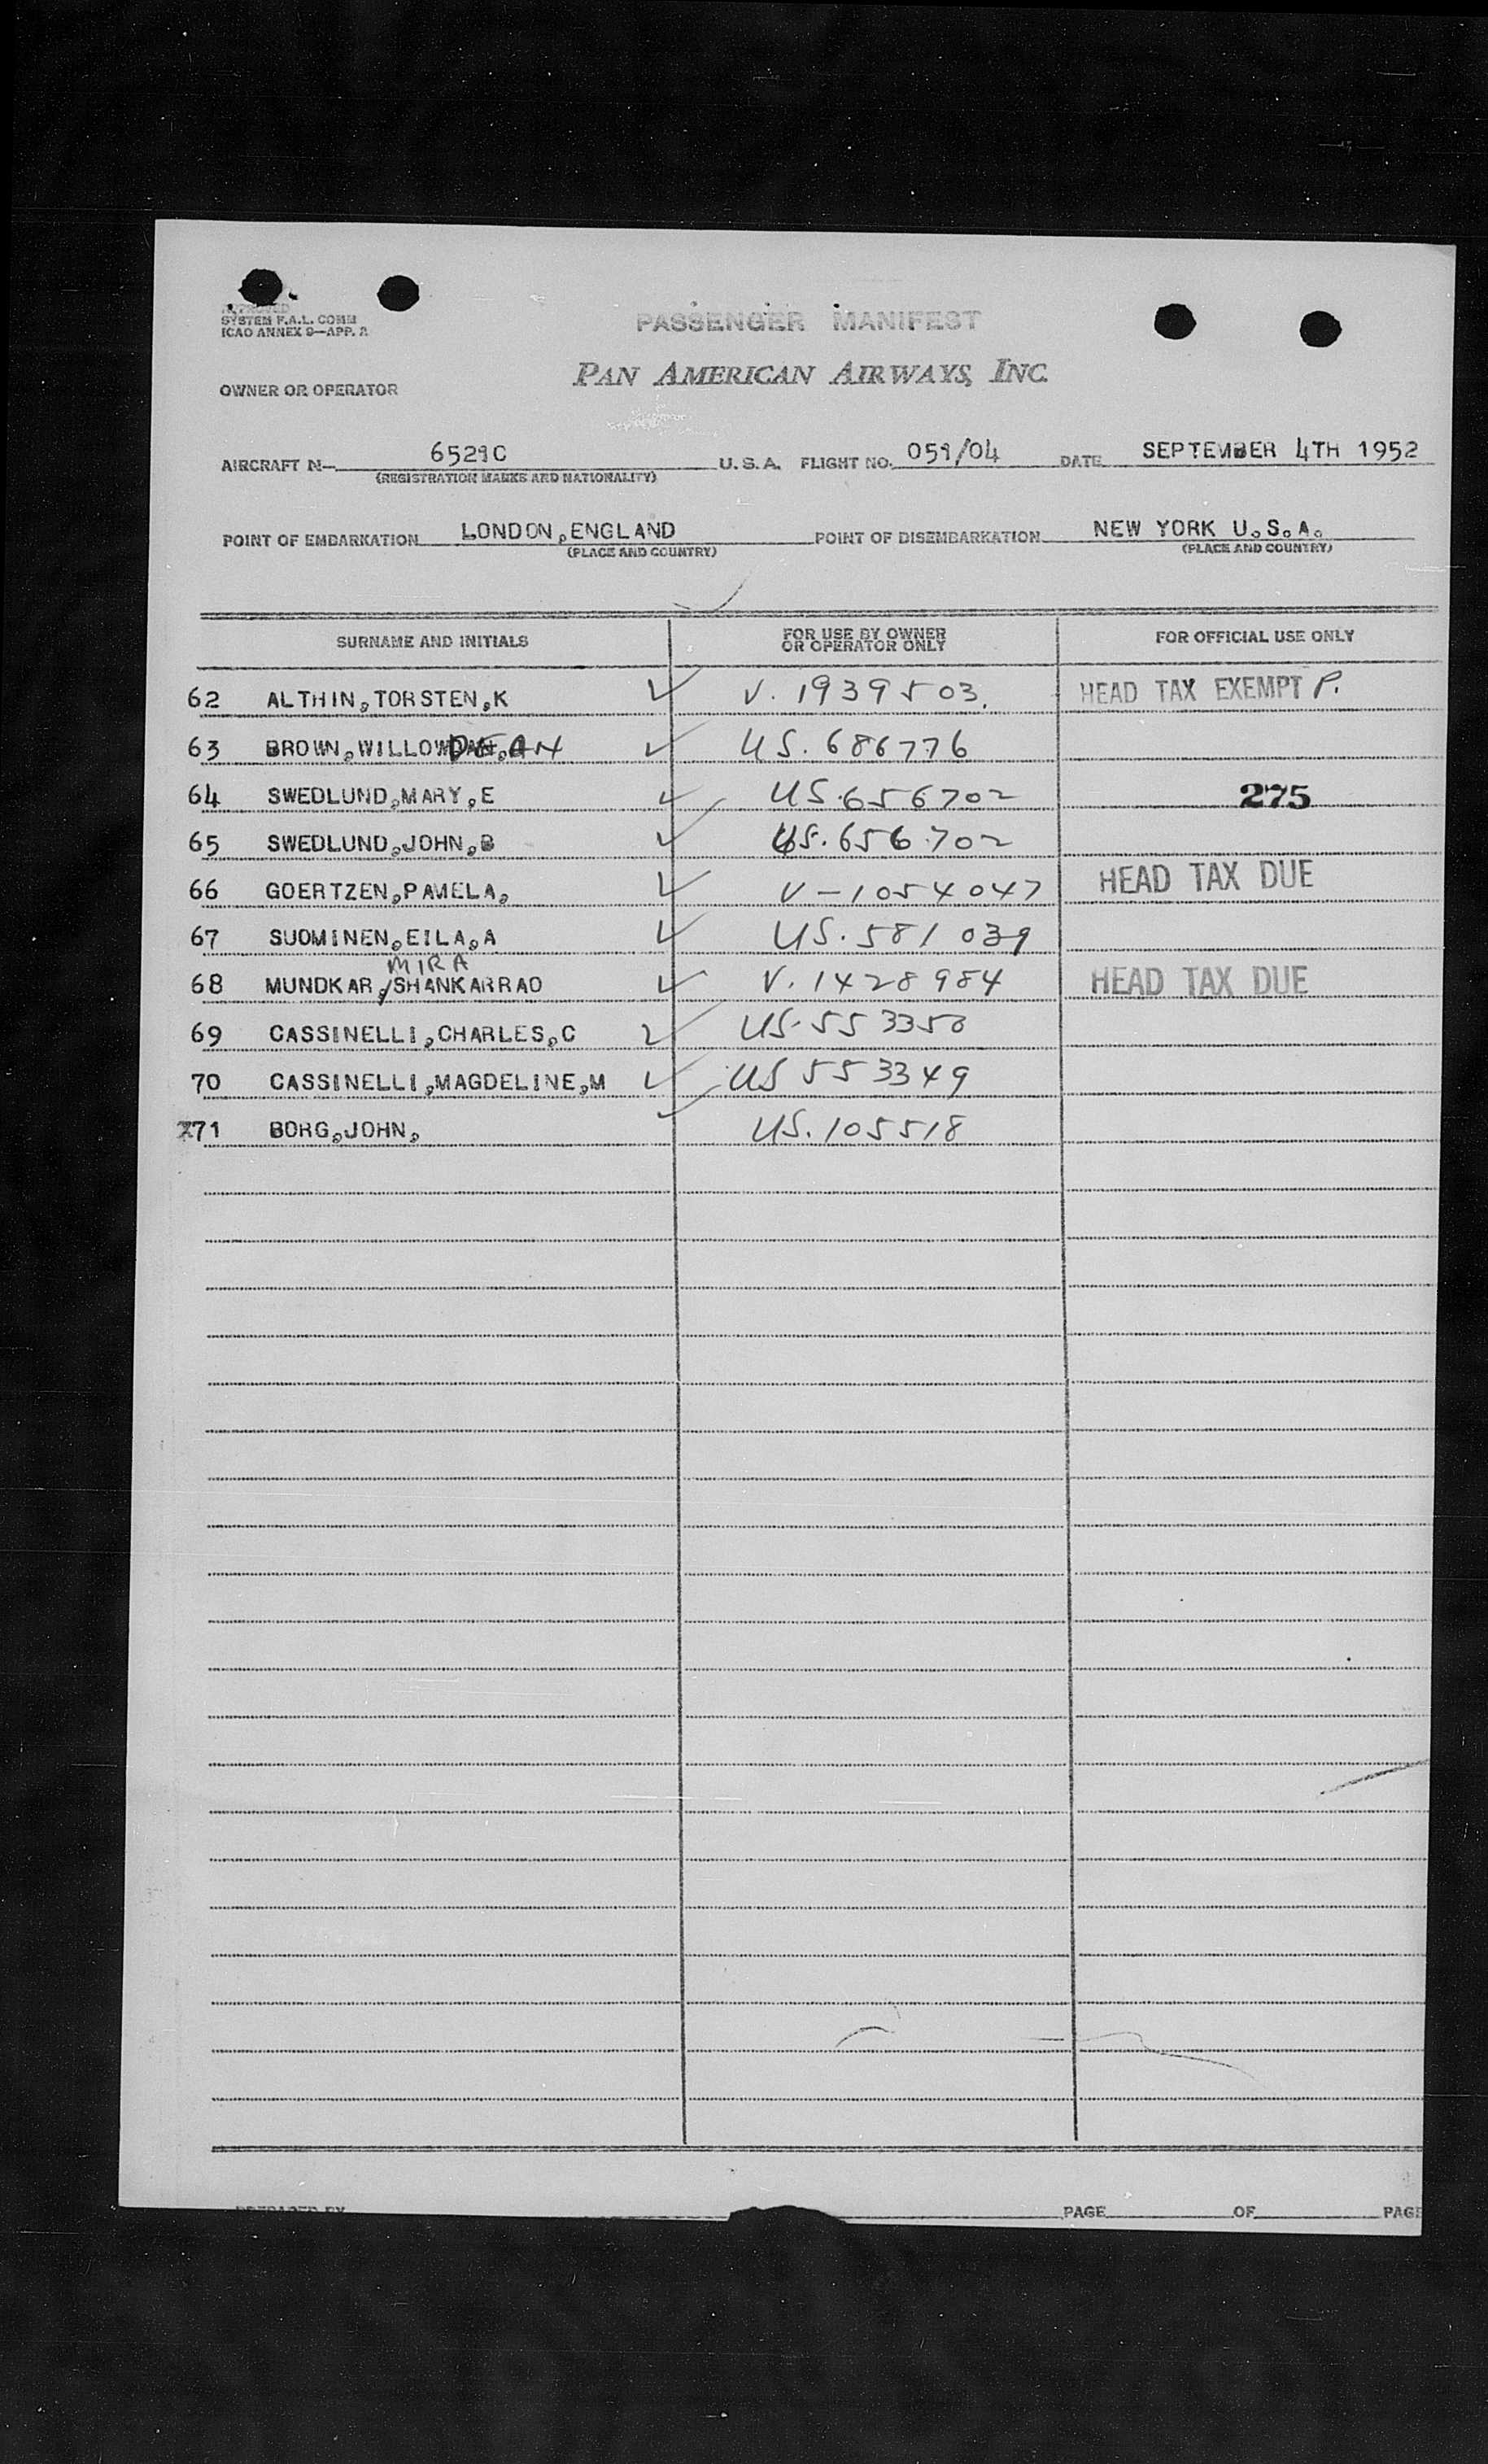 APPROVED
SYSTEM F.A.L. COMM
ICAO ANNEX 9—APP. 2
PASSENGER MANIFEST
OWNER OR OPERATOR PAN AMERICAN AIRWAYS, INC.
AIRCRAFT N— 6529C U. S. A. FLIGHT NO. 059/04 DATE SEPTEMBER 4TH 1952
(REGISTRATION MARKS AND NATIONALITY)
POINT OF EMBARKATION LONDON,ENGLAND POINT OF DISEMBARKATION NEW YORK U.S.A.
(PLACE AND COUNTRY) (PLACE AND COUNTRY)
SURNAME AND INITIALS FOR USE BY OWNER OR OPERATOR ONLY FOR OFFICIAL USE ONLY
62 ALTHIN,TORSTEN,K V. 1939503. HEAD TAX EXEMPT P.
63 BROWN,WILLOWDEAN US. 686776
64 SWEDLUND,MARY,E US.656702 275
65 SWEDLUND,JOHN,B US.656702
66 GOERTZEN,PAMELA, V-1054047 HEAD TAX DUE
67 SUOMINEN,EILA,A US.581039
MIRA
68 MUNDKAR/SHANKARRAO V.1428984 HEAD TAX DUE
69 CASSINELLI,CHARLES,C US.553350
70 CASSINELLI,MAGDELINE,M US 553349
71 BORG,JOHN, US.105518
PREPARED BY PAGE OF PAGE